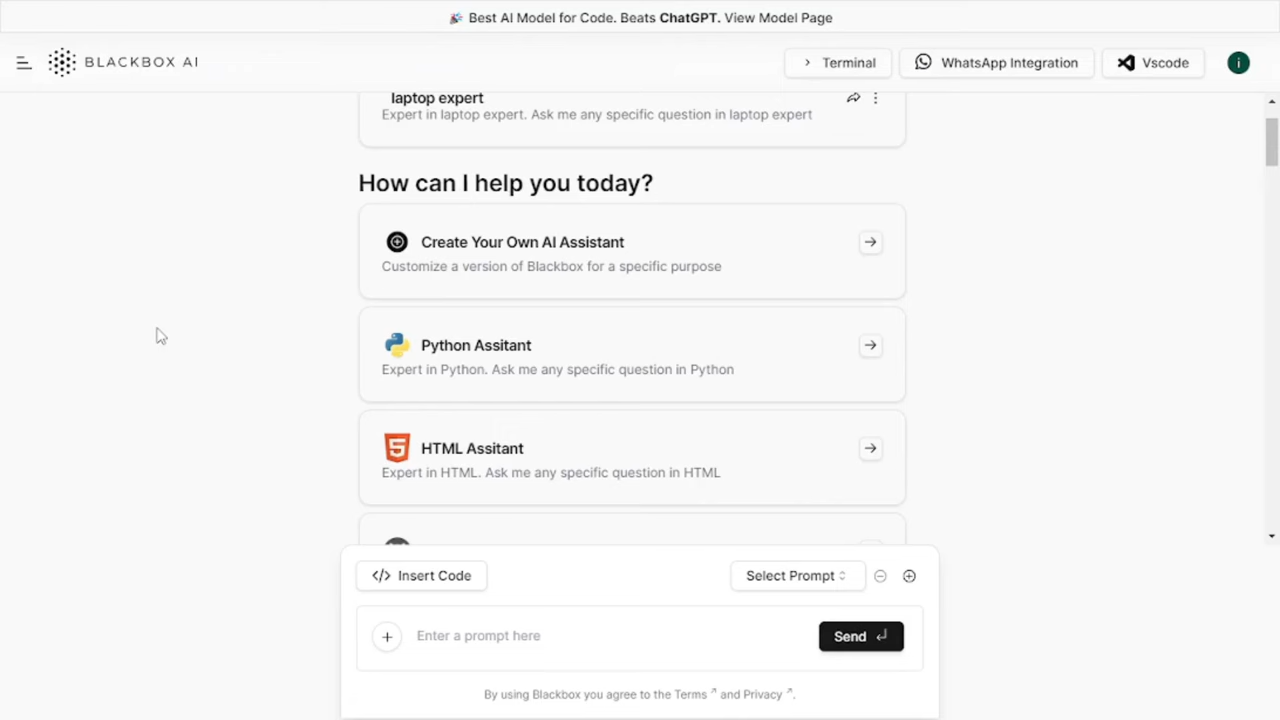 🎉 Best AI Model for Code. Beats ChatGPT. View Model Page
BLACKBOX AI
Terminal
WhatsApp Integration
Vscode
i
laptop expert
Expert in laptop expert. Ask me any specific question in laptop expert
How can I help you today?
Create Your Own AI Assistant
Customize a version of Blackbox for a specific purpose
Python Assitant
Expert in Python. Ask me any specific question in Python
HTML Assitant
Expert in HTML. Ask me any specific question in HTML
</> Insert Code
Select Prompt
Enter a prompt here
Send
By using Blackbox you agree to the Terms ↗ and Privacy ↗.